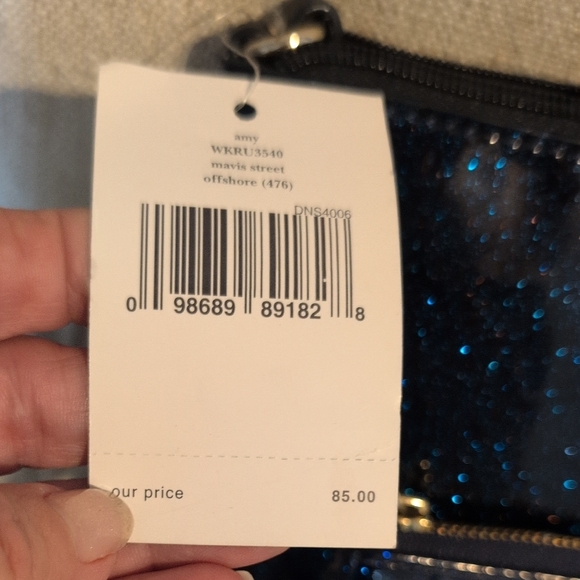 amy
WKRU3540
mavis street
offshore (476)
DNS4006
0 98689 89182 8
our price 85.00